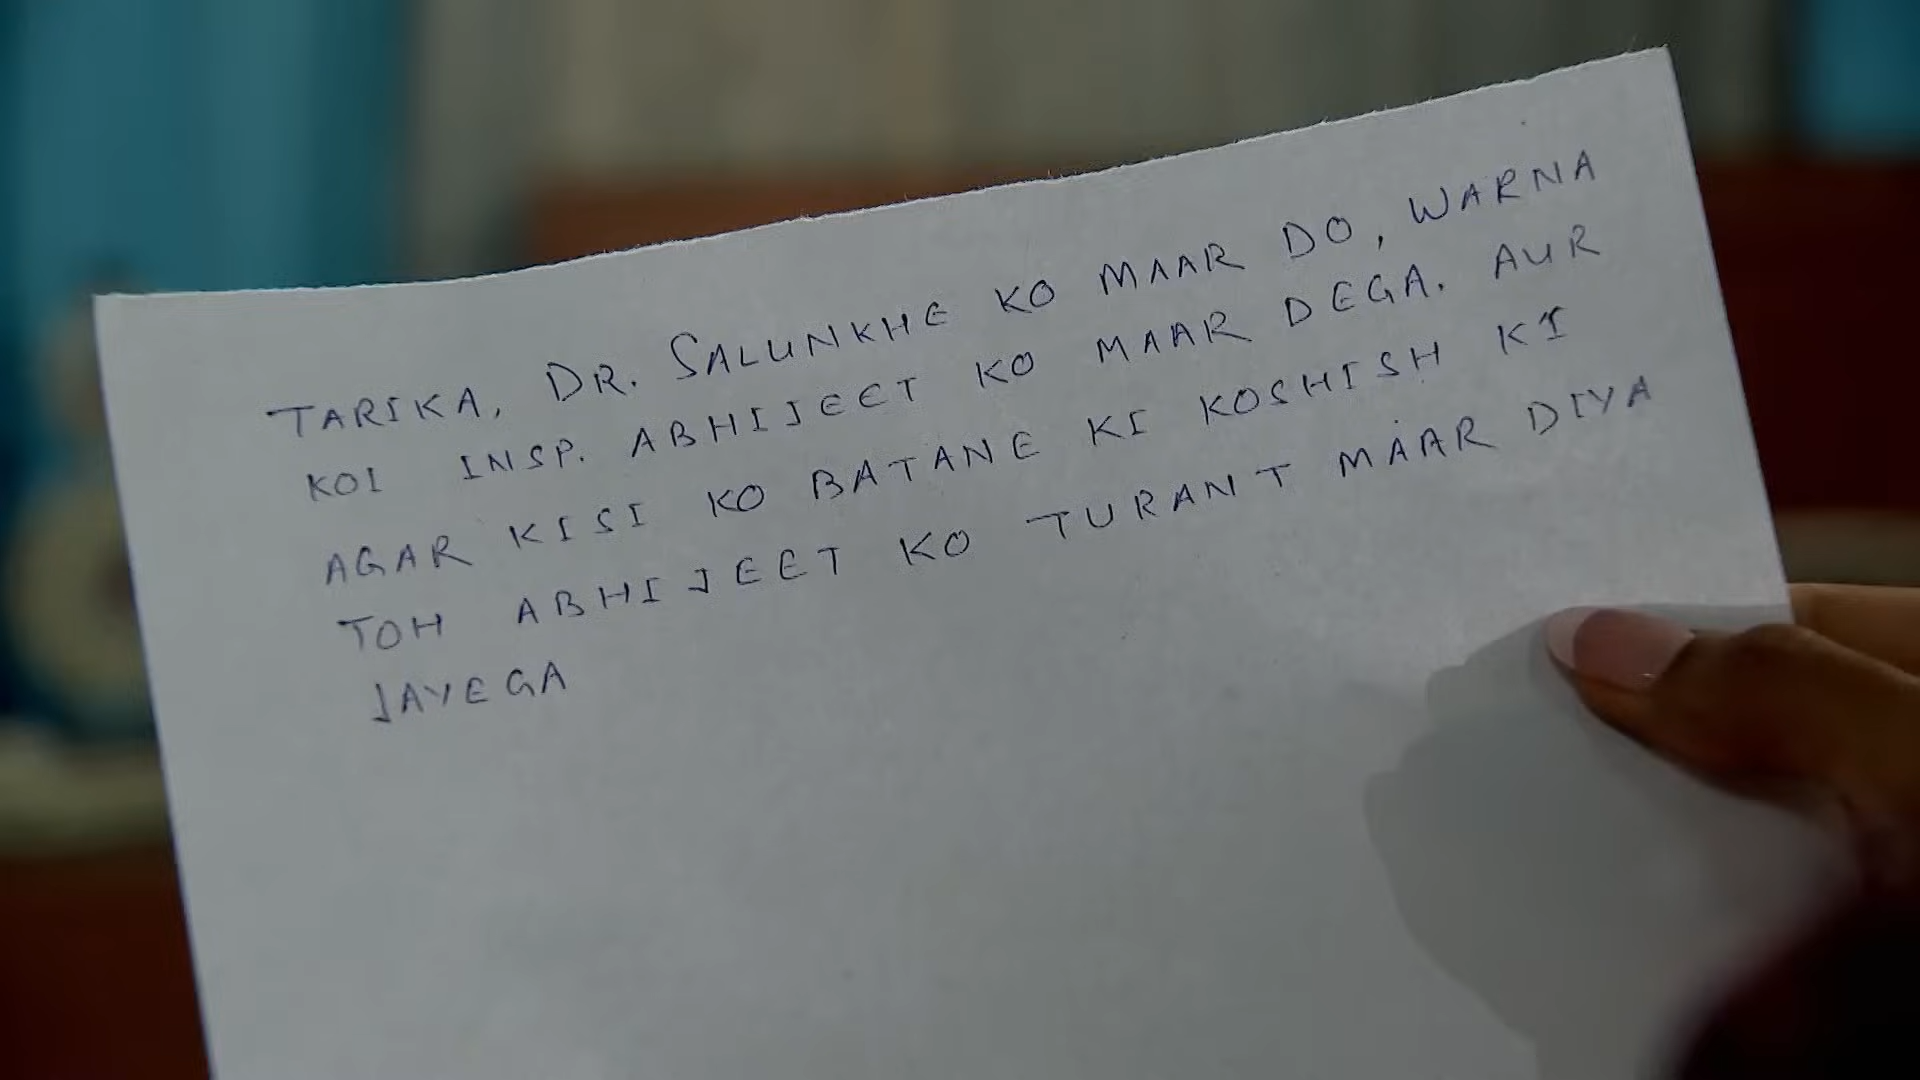 TARIKA, DR. SALUNKHE KO MAAR DO, WARNA
KOI INSP. ABHIJEET KO MAAR DEGA. AUR
AGAR KISI KO BATANE KI KOSHISH KI
TOH ABHIJEET KO TURANT MAAR DIYA
JAYEGA